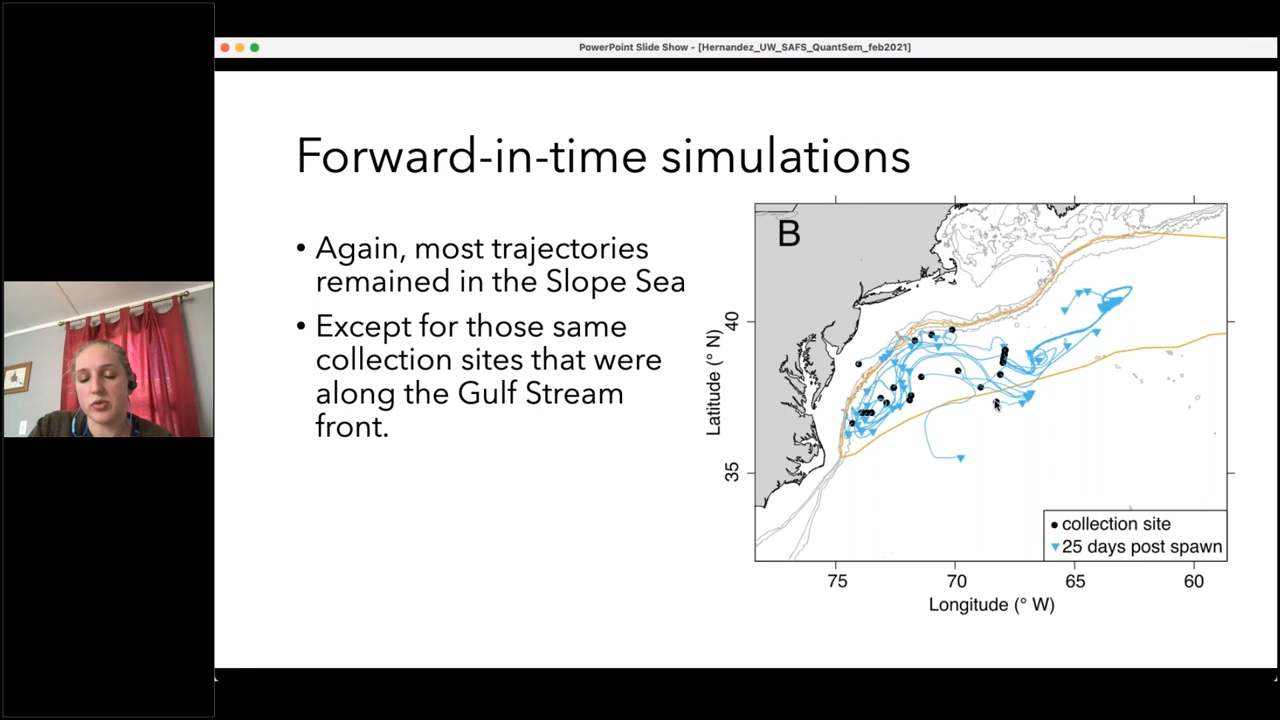 PowerPoint Slide Show - [Hernandez_UW_SAFS_QuantSem_feb2021]
Forward-in-time simulations
• Again, most trajectories
remained in the Slope Sea
• Except for those same
collection sites that were
along the Gulf Stream
front.
B
Latitude (° N)
40
35
collection site
25 days post spawn
75 70 65 60
Longitude (° W)